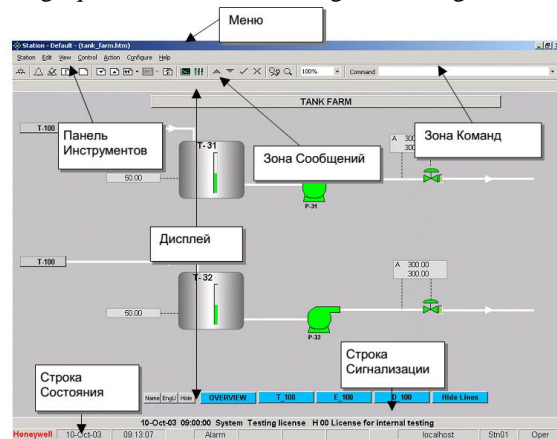 Меню
Station - Default - (tank_farm.htm)
Station Edit View Control Action Configure Help
100% Command
TANK FARM
Панель
Инструментов
Зона Сообщений
Зона Команд
T-100
T-31
A 300.00
50.00
P-31
Дисплей
T-100
T-32
A 300.00
300.00
50.00
P-32
Строка
Состояния
Строка
Сигнализации
Name EngU Hide OVERVIEW T_100 E_100 D_100 Hide Lines
10-Oct-03 09:00:00 System Testing license H 00 License for internal testing
Honeywell 10-Oct-03 09:13:07 Alarm localhost Stn01 Oper